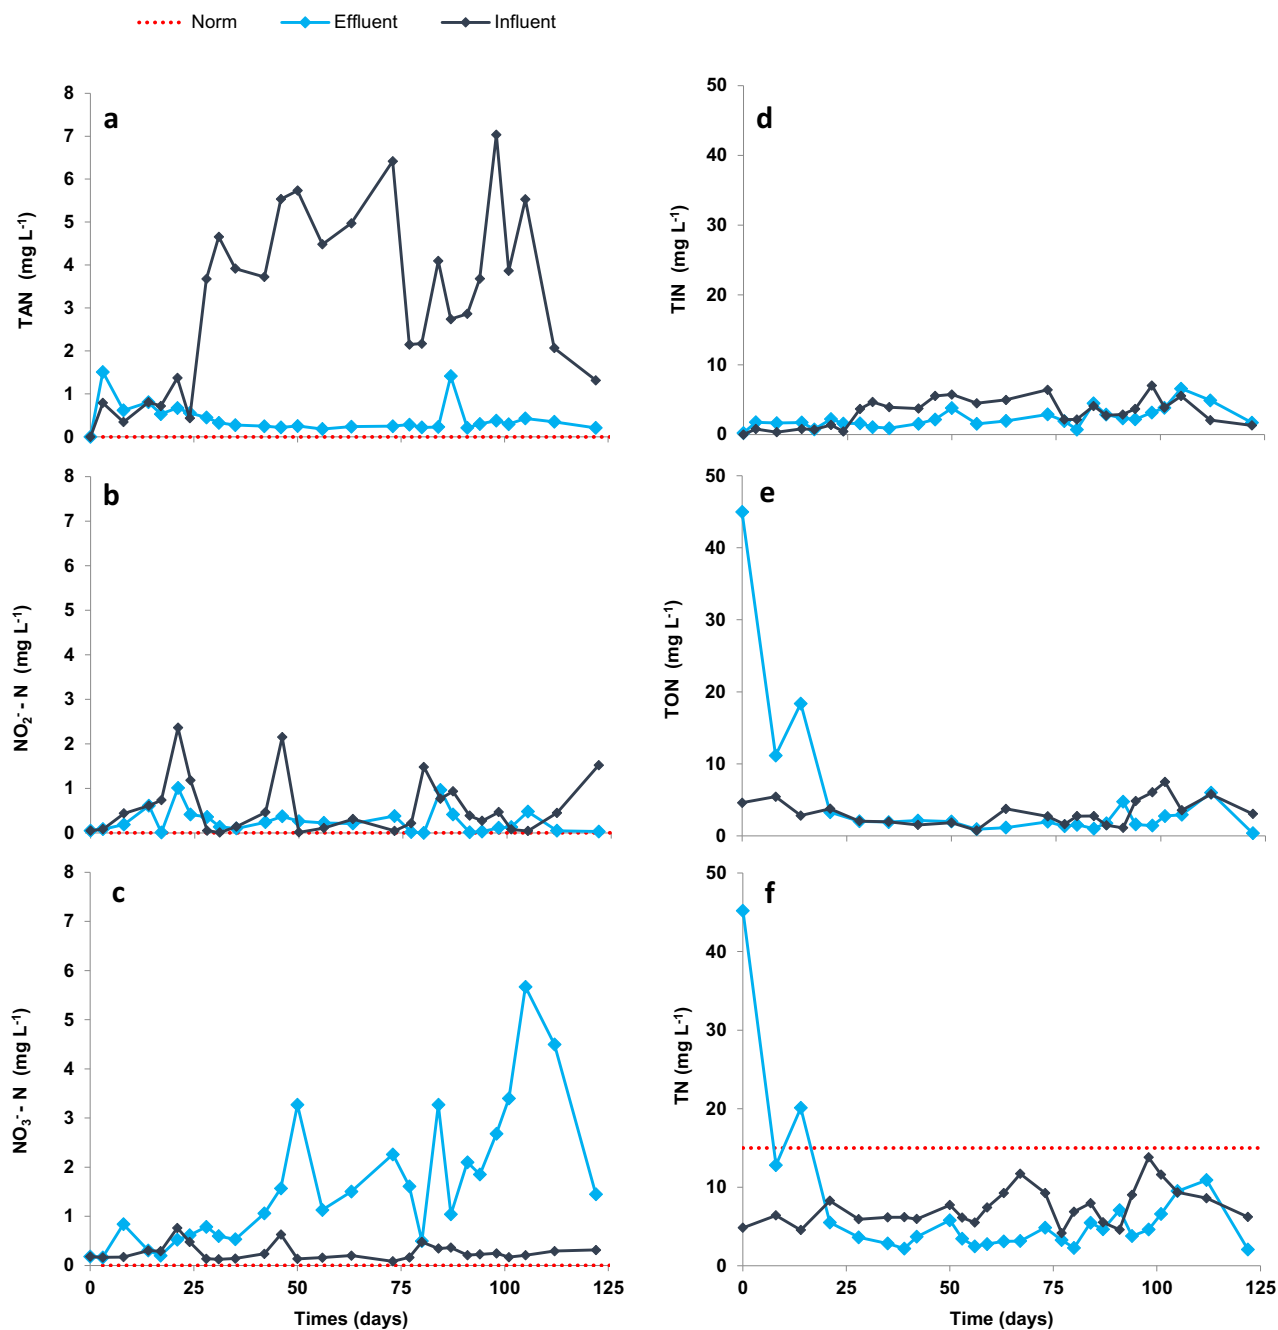 Norm Effluent Influent
a
TAN (mg L-1)
8
7
6
5
4
3
2
1
0
d
TIN (mg L-1)
50
40
30
20
10
0
b
NO2- - N (mg L-1)
8
7
6
5
4
3
2
1
0
e
TON (mg L-1)
50
40
30
20
10
0
c
NO3- - N (mg L-1)
8
7
6
5
4
3
2
1
0
0 25 50 75 100 125
Times (days)
f
TN (mg L-1)
50
40
30
20
10
0
0 25 50 75 100 125
Time (days)